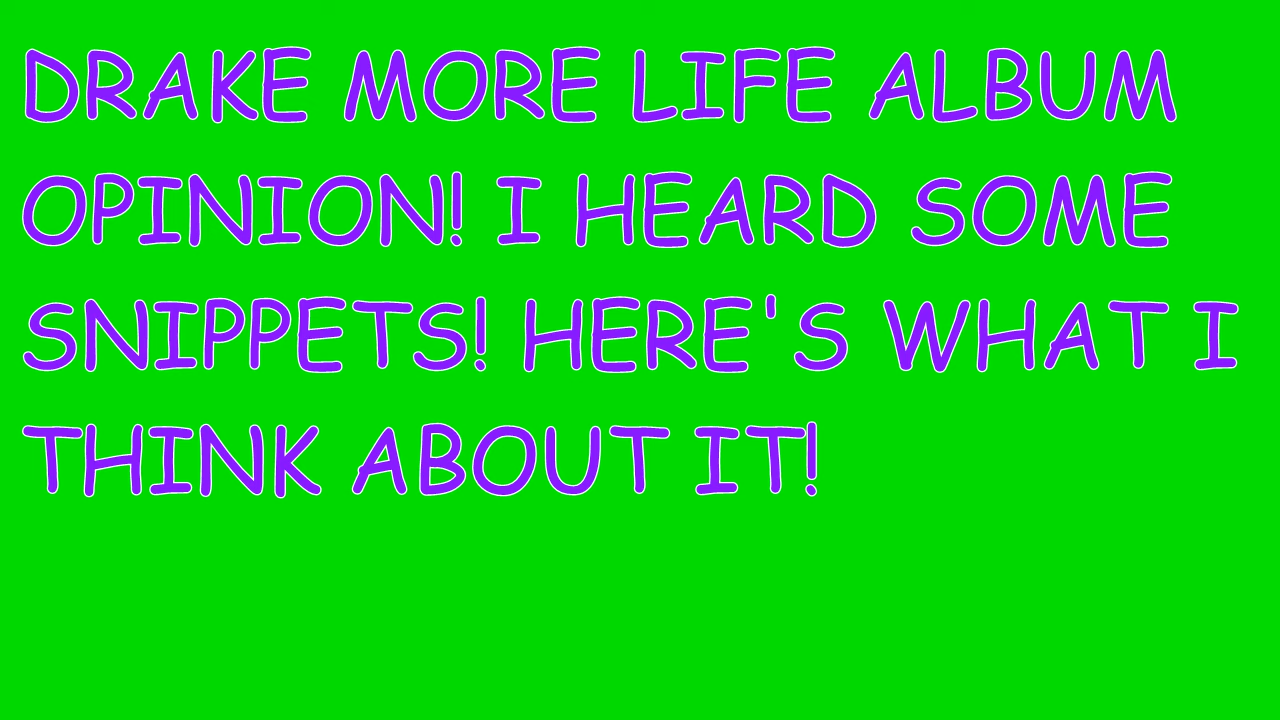 DRAKE MORE LIFE ALBUM
OPINION! I HEARD SOME
SNIPPETS! HERE'S WHAT I
THINK ABOUT IT!